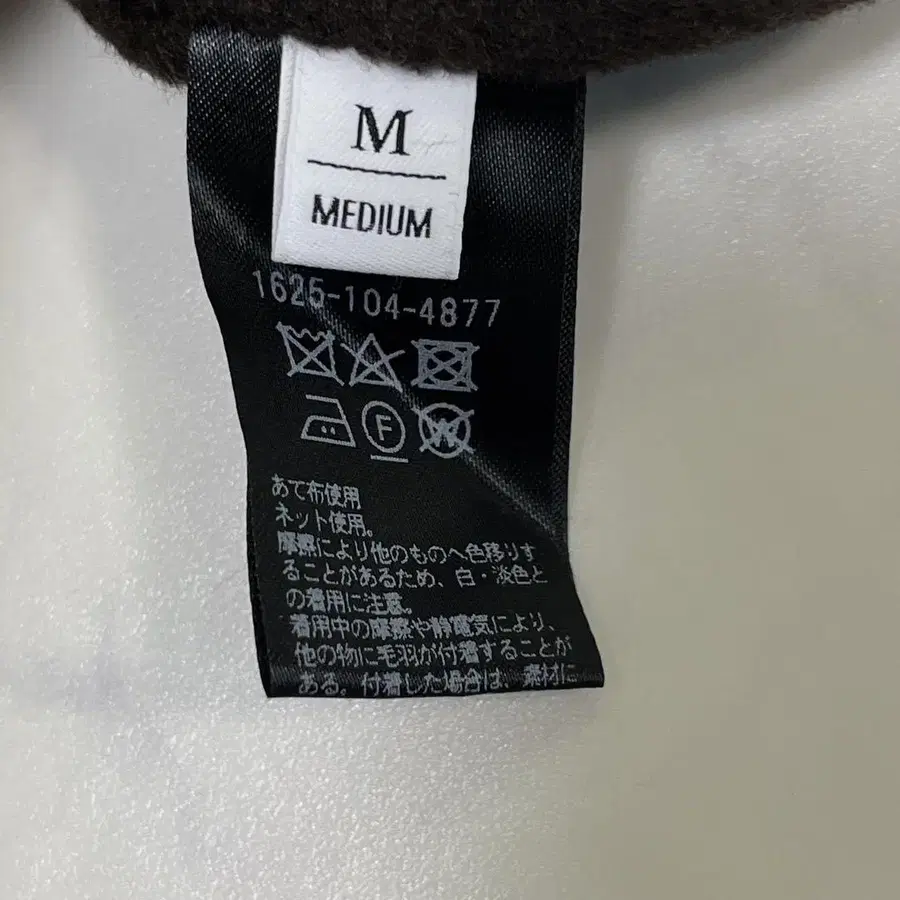 M
MEDIUM
1625-104-4877
F
W
あて布使用
ネット使用。
摩擦により他のものへ色移りす
ることがあるため、白・淡色と
の着用に注意。
着用中の摩擦や静電気により、
他の物に毛羽が付着することが
ある。付着した場合は、素材に